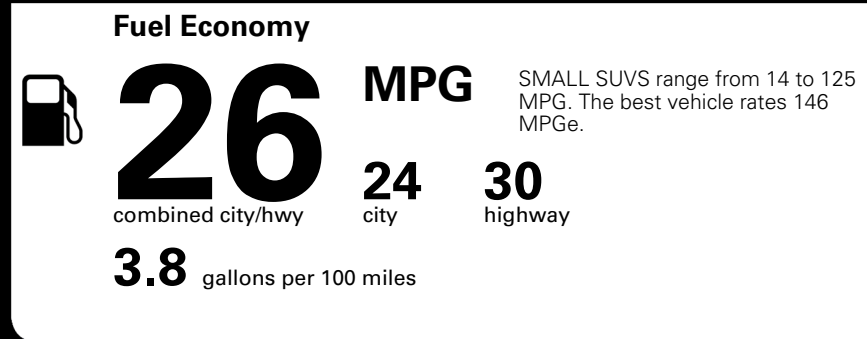 Fuel Economy
26
MPG
SMALL SUVS range from 14 to 125
MPG. The best vehicle rates 146
MPGe.
combined city/hwy
24
city
30
highway
3.8 gallons per 100 miles